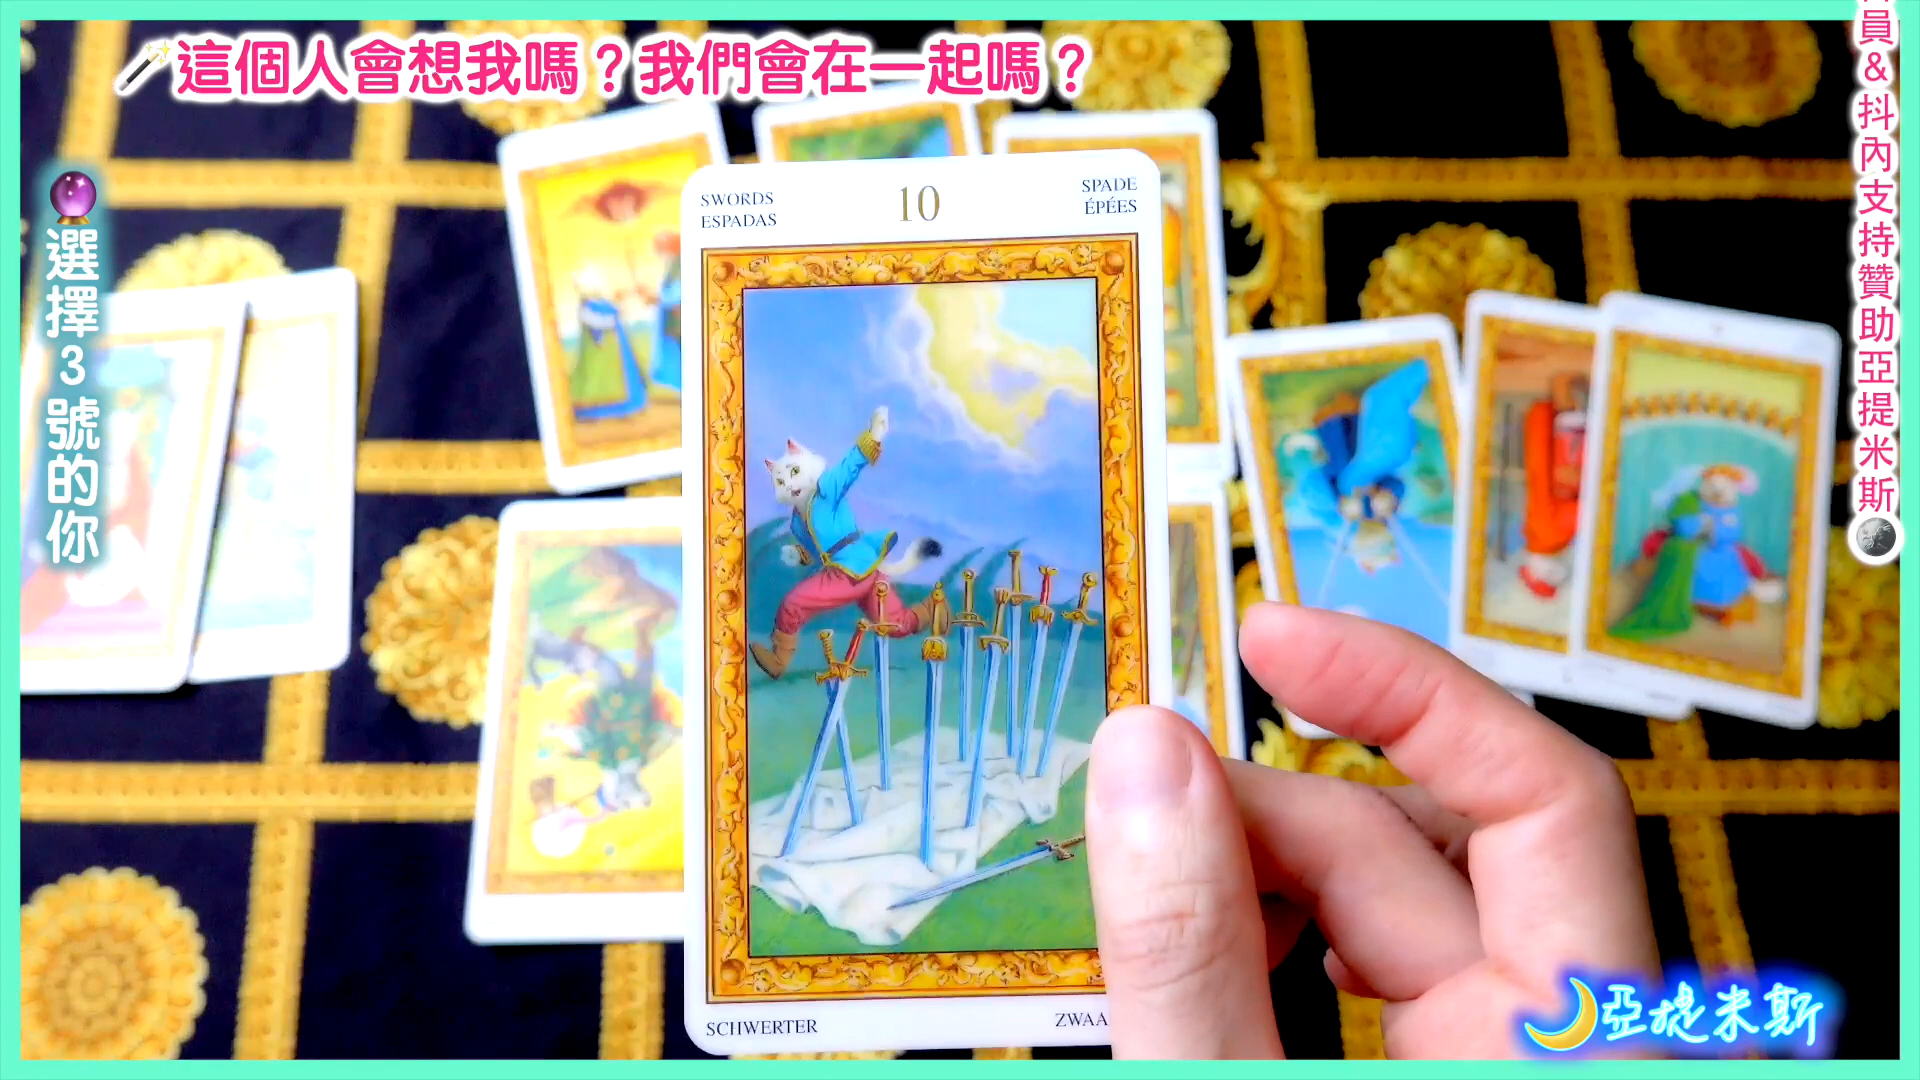 這個人會想我嗎？我們會在一起嗎？
選擇3號的你
員&抖內支持贊助亞提米斯
SWORDS
ESPADAS
10
SPADE
ÉPÉES
SCHWERTER
ZWAA
亞提米斯